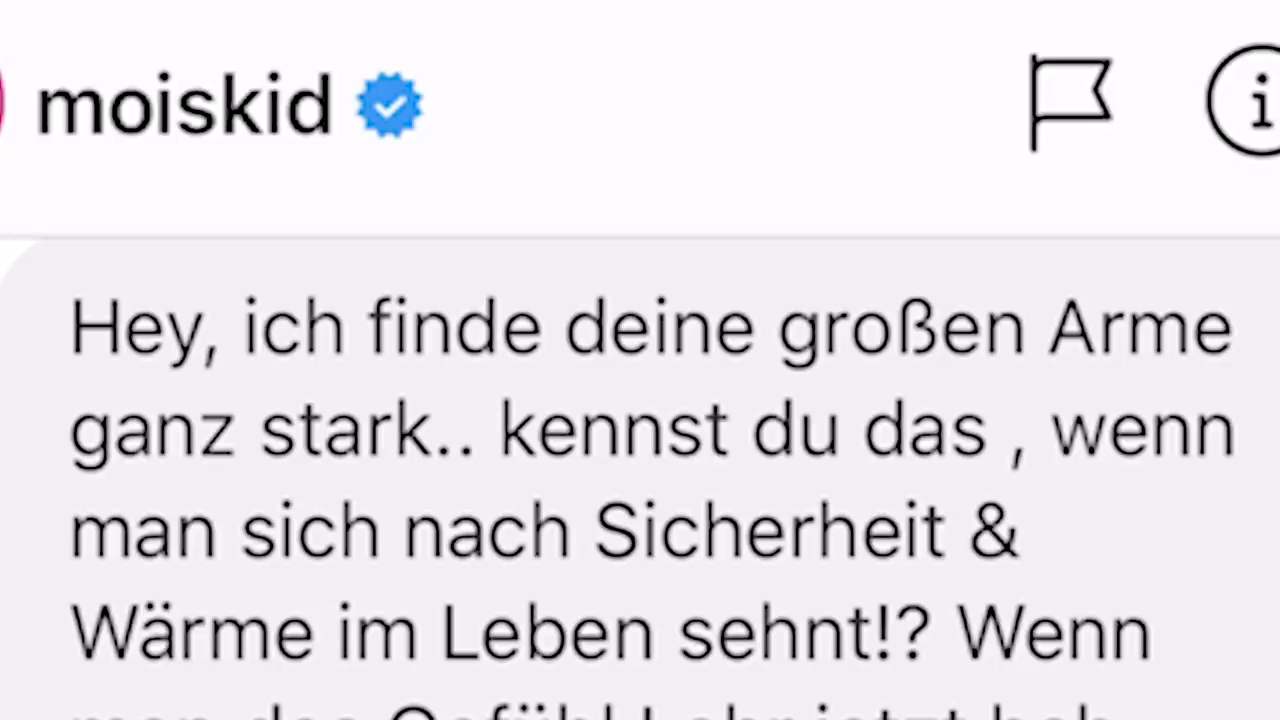 moiskid
Hey, ich finde deine großen Arme
ganz stark.. kennst du das , wenn
man sich nach Sicherheit &
Wärme im Leben sehnt!? Wenn